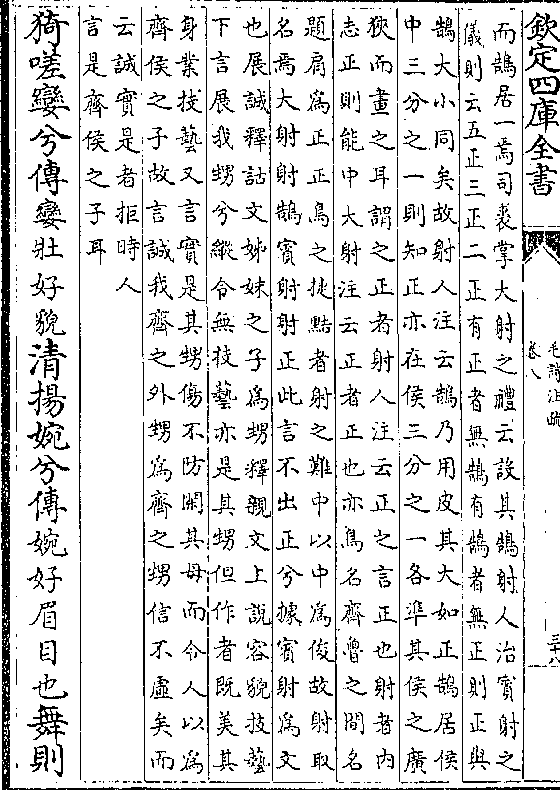 欽定四庫全書
毛詩注疏
卷八
三十八
而鵠居一焉司裘掌大射之禮云設其鵠射人治賓射之
儀則云五正三正二正有正者無鵠有鵠者無正則正與
鵠大小同矣故射人注云鵠乃用皮其大如正鵠居侯
中三分之一則知正亦在侯三分之一各準其侯之廣
狹而畫之耳謂之正者射人注云正之言正也射者内
志正則能中大射注云正者正也亦鳥名齊魯之間名
題肩為正正鳥之捷黠者射之難中以中為俊故射取
名焉大射射鵠賓射射正此言不出正兮據賓射為文
也展誠釋詁文姊妹之子為甥釋親文上說容貌技藝
下言展我甥兮縱令無技藝亦是其甥但作者既美其
身業技藝又言實是其甥傷不防閑其母而令人以為
齊侯之子故言誠我齊之外甥為齊之甥信不虛矣而
云誠實是者拒時人
言是齊侯之子耳
猗嗟孌兮傳孌壯好貌清揚婉兮傳婉好眉目也舞則